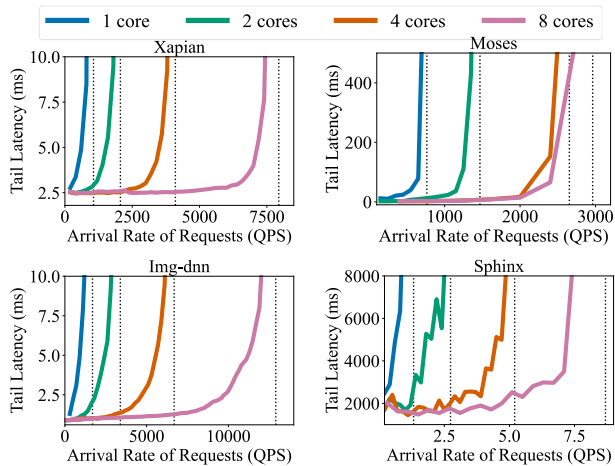 1 core 2 cores 4 cores 8 cores
Xapian
10.0
7.5
5.0
2.5
Tail Latency (ms)
0 2500 5000 7500
Arrival Rate of Requests (QPS)
Moses
400
200
0
Tail Latency (ms)
1000 2000 3000
Arrival Rate of Requests (QPS)
Img-dnn
10.0
7.5
5.0
2.5
Tail Latency (ms)
0 5000 10000
Arrival Rate of Requests (QPS)
Sphinx
8000
6000
4000
2000
Tail Latency (ms)
2.5 5.0 7.5
Arrival Rate of Requests (QPS)